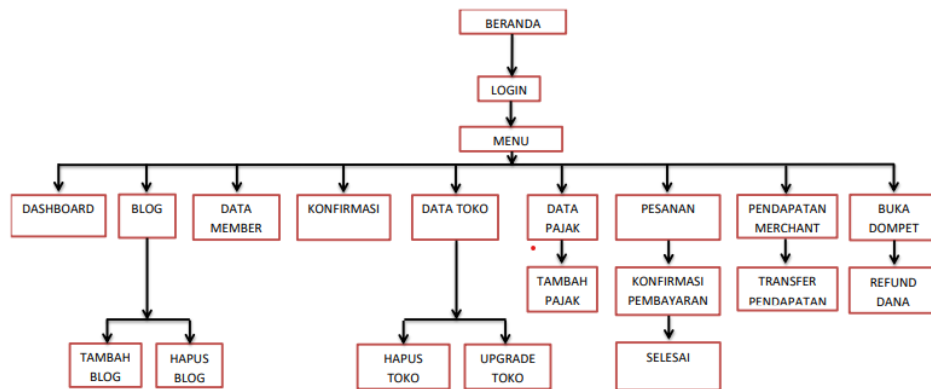 BERANDA
LOGIN
MENU
DASHBOARD
BLOG
DATA
MEMBER
KONFIRMASI
DATA TOKO
DATA
PAJAK
PESANAN
PENDAPATAN
MERCHANT
BUKA
DOMPET
TAMBAH
PAJAK
KONFIRMASI
PEMBAYARAN
TRANSFER
PENDAPATAN
REFUND
DANA
TAMBAH
BLOG
HAPUS
BLOG
HAPUS
TOKO
UPGRADE
TOKO
SELESAI